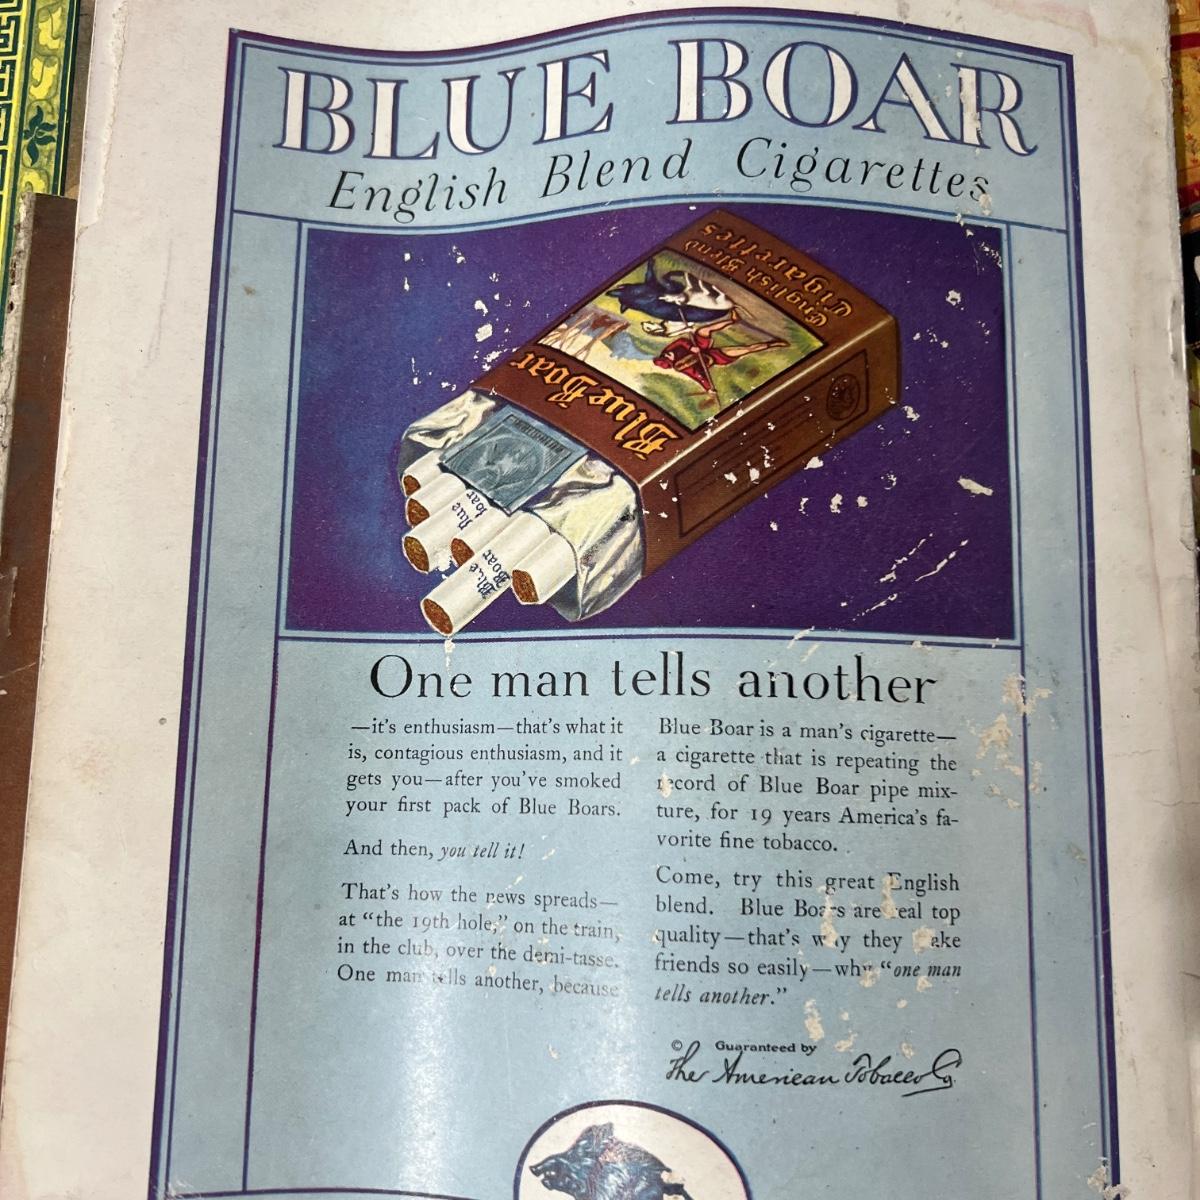 BLUE BOAR
English Blend Cigarettes
English Blend
Cigarettes
Blue Boar
Blue
Boar
One man tells another
—it's enthusiasm—that's what it
is, contagious enthusiasm, and it
gets you—after you've smoked
your first pack of Blue Boars.
And then, you tell it!
That's how the news spreads—
at “the 19th hole,” on the train,
in the club, over the demi-tasse.
One man tells another, because
Blue Boar is a man's cigarette—
a cigarette that is repeating the
record of Blue Boar pipe mix-
ture, for 19 years America's fa-
vorite fine tobacco.
Come, try this great English
blend. Blue Boars are real top
quality—that's why they make
friends so easily—why “one man
tells another.”
© Guaranteed by
The American Tobacco Co.